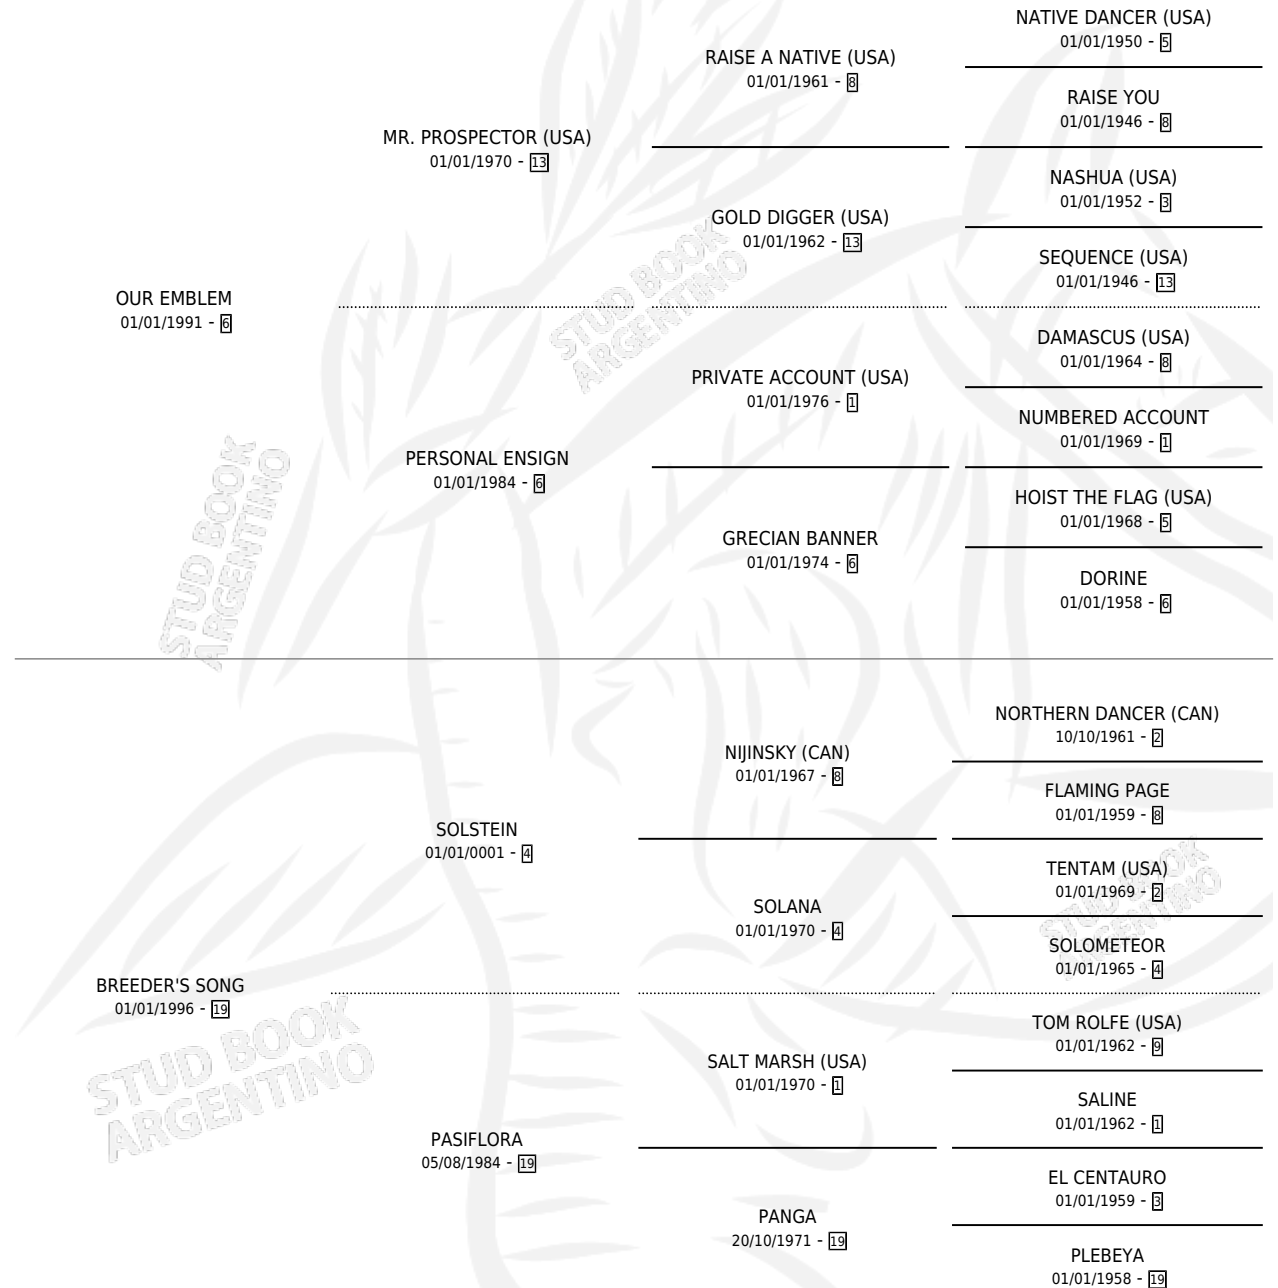 NATIVE DANCER (USA)
01/01/1950 - 5
RAISE A NATIVE (USA)
01/01/1961 - 8
RAISE YOU
01/01/1946 - 8
MR. PROSPECTOR (USA)
01/01/1970 - 13
NASHUA (USA)
01/01/1952 - 3
GOLD DIGGER (USA)
01/01/1962 - 13
SEQUENCE (USA)
01/01/1946 - 13
OUR EMBLEM
01/01/1991 - 6
STUD BOOK
ARGENTINO
DAMASCUS (USA)
01/01/1964 - 8
PRIVATE ACCOUNT (USA)
01/01/1976 - 1
NUMBERED ACCOUNT
01/01/1969 - 1
PERSONAL ENSIGN
01/01/1984 - 6
HOIST THE FLAG (USA)
01/01/1968 - 5
GRECIAN BANNER
01/01/1974 - 6
DORINE
01/01/1958 - 6
STUD BOOK
ARGENTINO
NORTHERN DANCER (CAN)
10/10/1961 - 2
NIJINSKY (CAN)
01/01/1967 - 8
FLAMING PAGE
01/01/1959 - 8
SOLSTEIN
01/01/0001 - 4
TENTAM (USA)
01/01/1969 - 2
SOLANA
01/01/1970 - 4
SOLOMETEOR
01/01/1965 - 4
STUD BOOK
ARGENTINO
BREEDER'S SONG
01/01/1996 - 19
TOM ROLFE (USA)
01/01/1962 - 9
SALT MARSH (USA)
01/01/1970 - 1
SALINE
01/01/1962 - 1
STUD BOOK
ARGENTINO
PASIFLORA
05/08/1984 - 19
EL CENTAURO
01/01/1959 - 3
PANGA
20/10/1971 - 19
PLEBEYA
01/01/1958 - 19